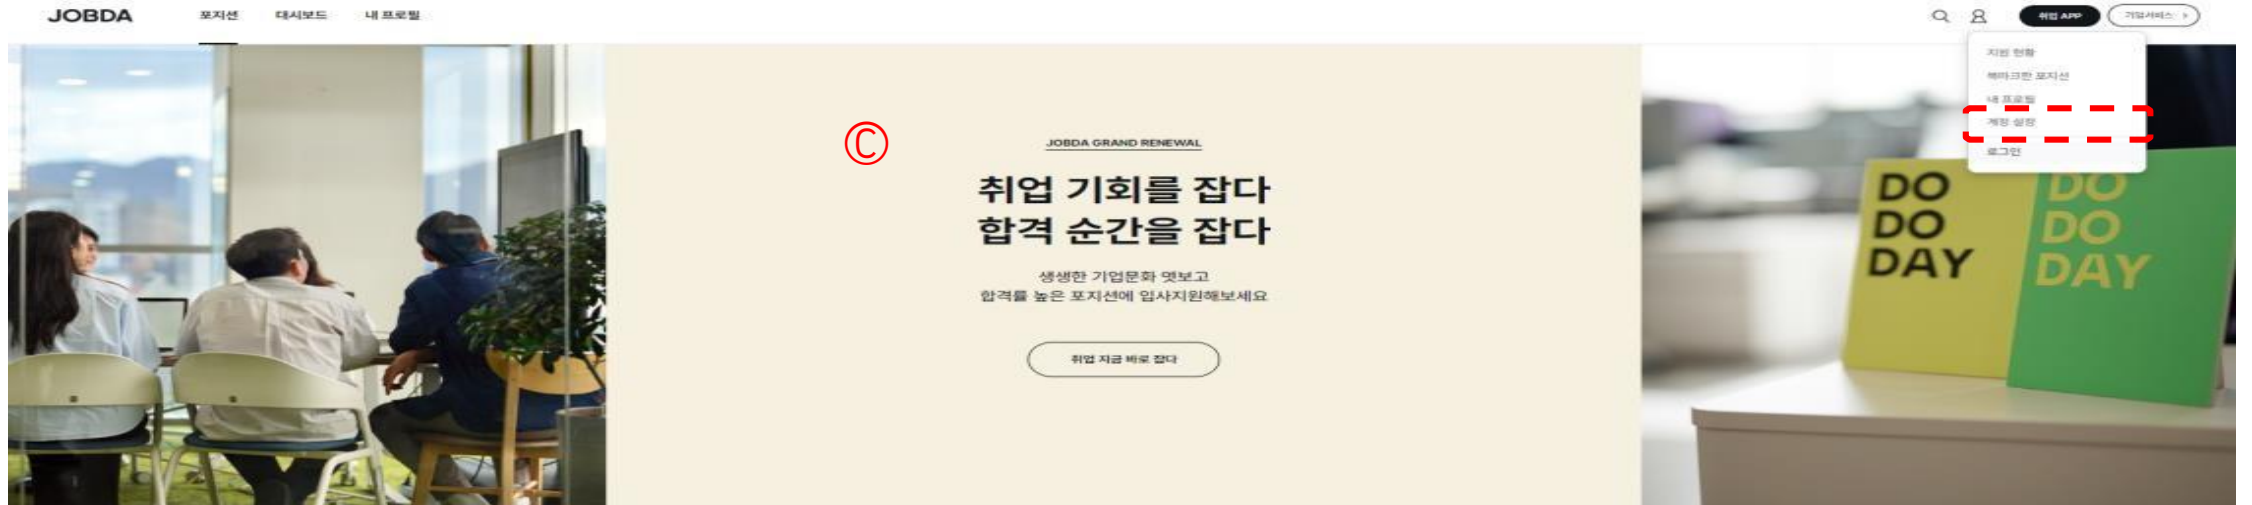 JOBDA
포지션
대시보드
내 프로필
취업 APP
기업서비스 >
지원 현황
북마크한 포지션
내 프로필
계정 설정
로그인
Ⓒ
JOBDA GRAND RENEWAL
취업 기회를 잡다
합격 순간을 잡다
생생한 기업문화 엿보고
합격률 높은 포지션에 입사지원해보세요
취업 지금 바로 잡다
DO
DO
DAY
DO
DO
DAY